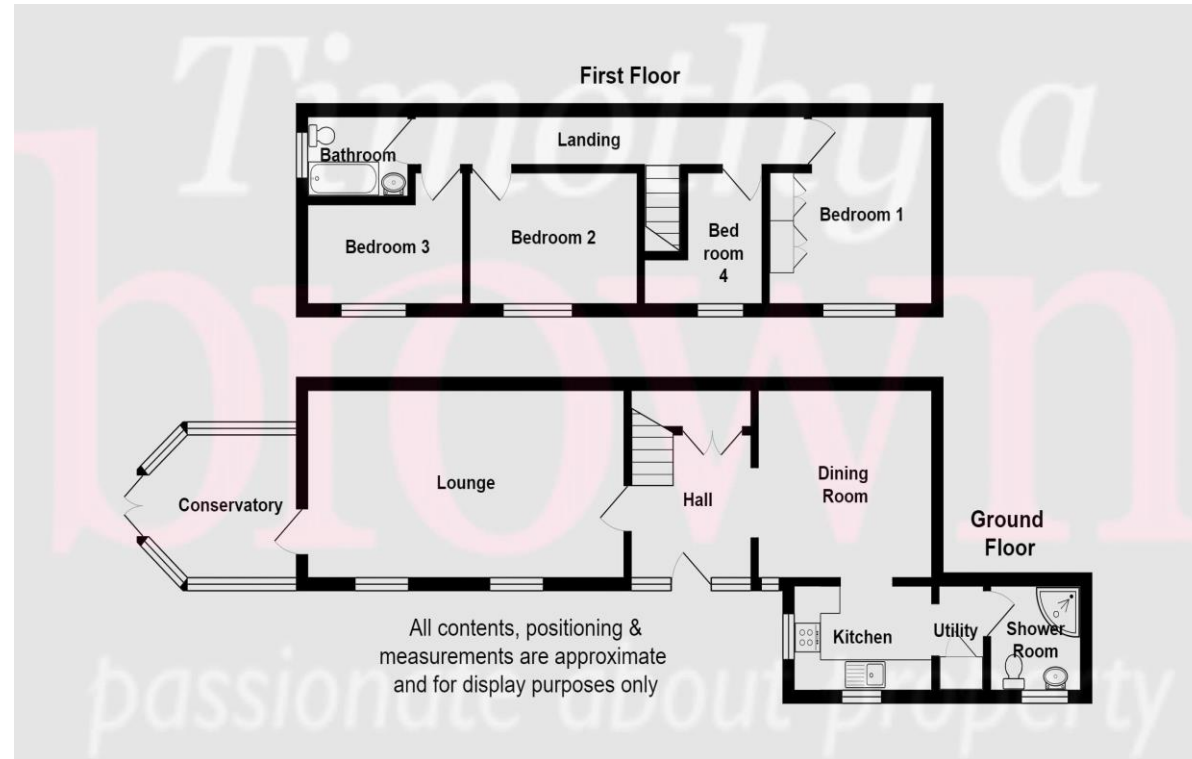 Timothy a
brown
passionate about property
First Floor
Landing
Bathroom
Bedroom 1
Bedroom 3
Bedroom 2
Bed
room
4
Lounge
Conservatory
Hall
Dining
Room
Ground
Floor
Kitchen
Utility
Shower
Room
All contents, positioning &
measurements are approximate
and for display purposes only